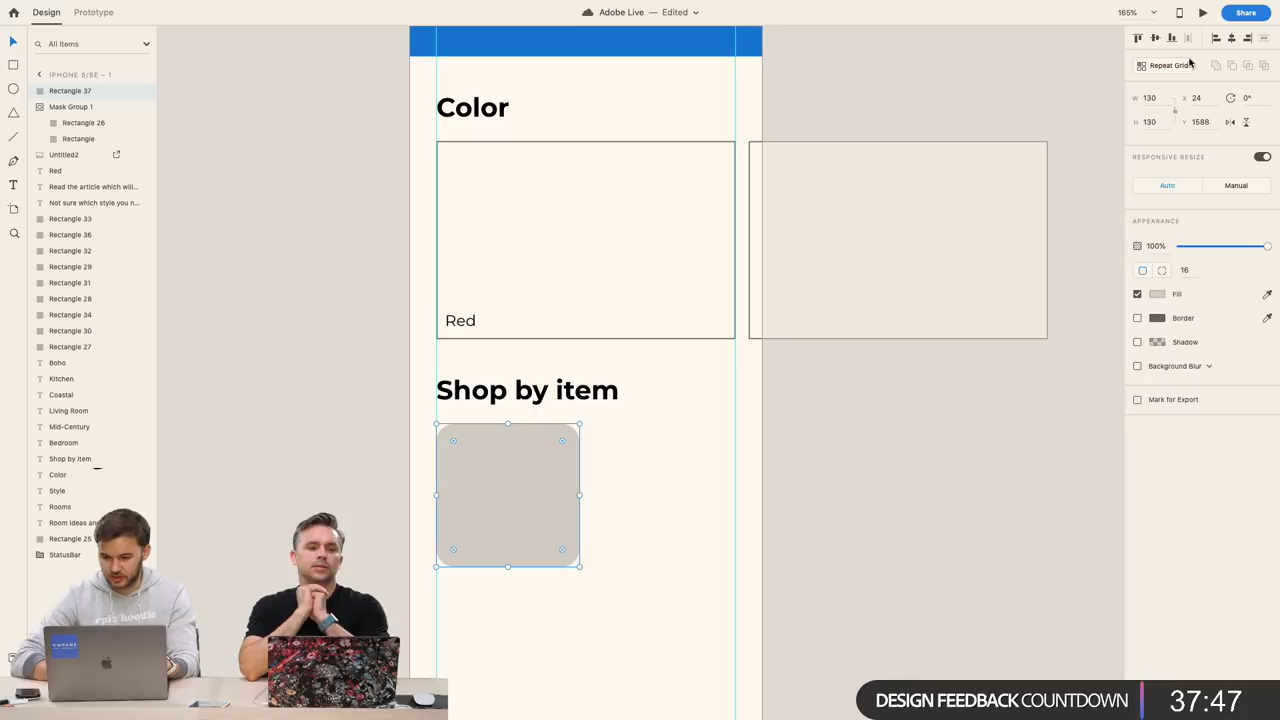 Design
Prototype
Adobe Live — Edited
165%
Share
All Items
IPHONE 5/SE – 1
Rectangle 37
Mask Group 1
Rectangle 26
Rectangle
Untitled2
Red
Read the article which will...
Not sure which style you n...
Rectangle 33
Rectangle 36
Rectangle 32
Rectangle 29
Rectangle 31
Rectangle 28
Rectangle 34
Rectangle 30
Rectangle 27
Boho
Kitchen
Coastal
Living Room
Mid-Century
Bedroom
Shop by item
Color
Style
Rooms
Room Ideas an
Rectangle 25
StatusBar
Color
Red
Shop by item
Repeat Grid
W 130 X 24 0°
H 130 Y 1588
RESPONSIVE RESIZE
Auto Manual
APPEARANCE
100%
16
Fill
Border
Shadow
Background Blur
Mark for Export
epic hoodie
canvas
DESIGN FEEDBACK COUNTDOWN 37:47